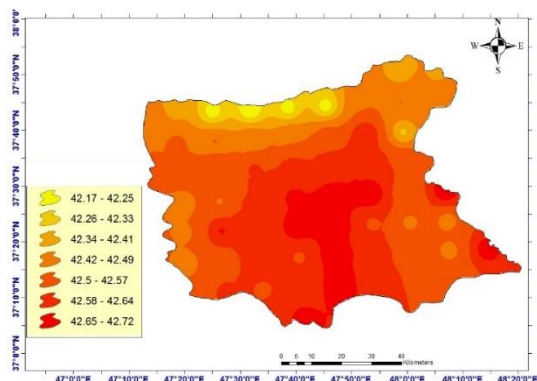 N
W E
S
38°0'0"
37°50'0"N
37°40'0"N
37°30'0"N
37°20'0"N
37°10'0"N
37°0'0"N
42.17 - 42.25
42.26 - 42.33
42.34 - 42.41
42.42 - 42.49
42.5 - 42.57
42.58 - 42.64
42.65 - 42.72
0 5 10 20 30 40
Kilometers
47°0'0"E 47°10'0"E 47°20'0"E 47°30'0"E 47°40'0"E 47°50'0"E 48°0'0"E 48°10'0"E 48°20'0"E